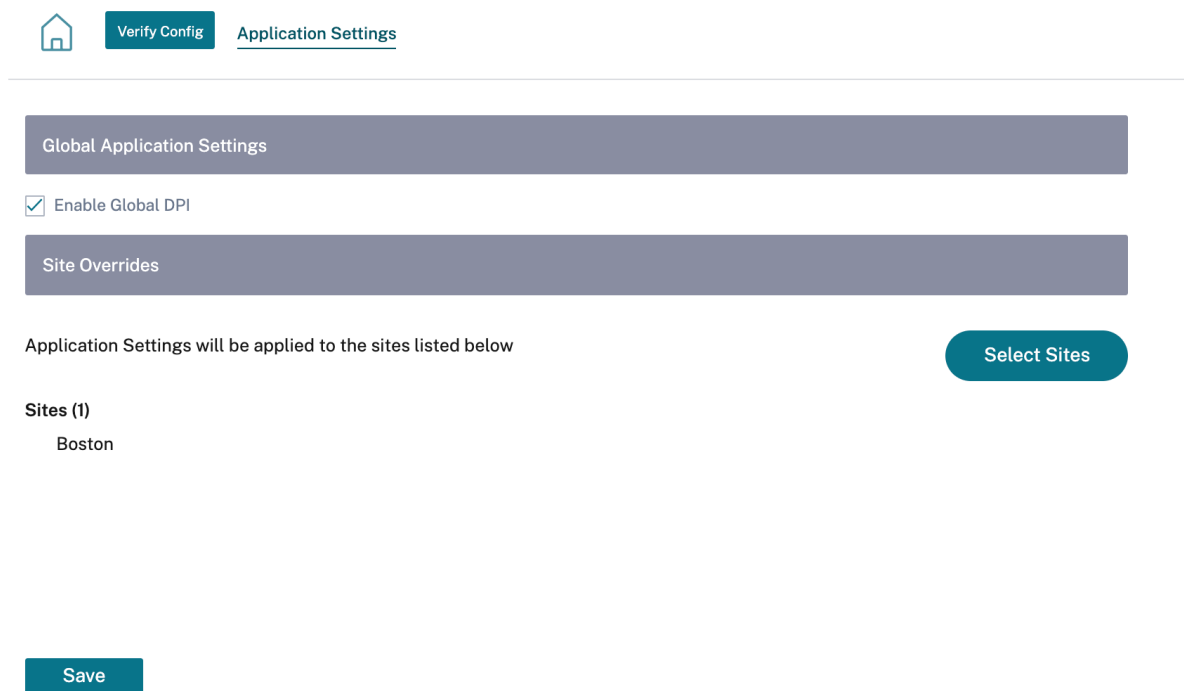 Verify Config
Application Settings
Global Application Settings
Enable Global DPI
Site Overrides
Application Settings will be applied to the sites listed below
Select Sites
Sites (1)
Boston
Save